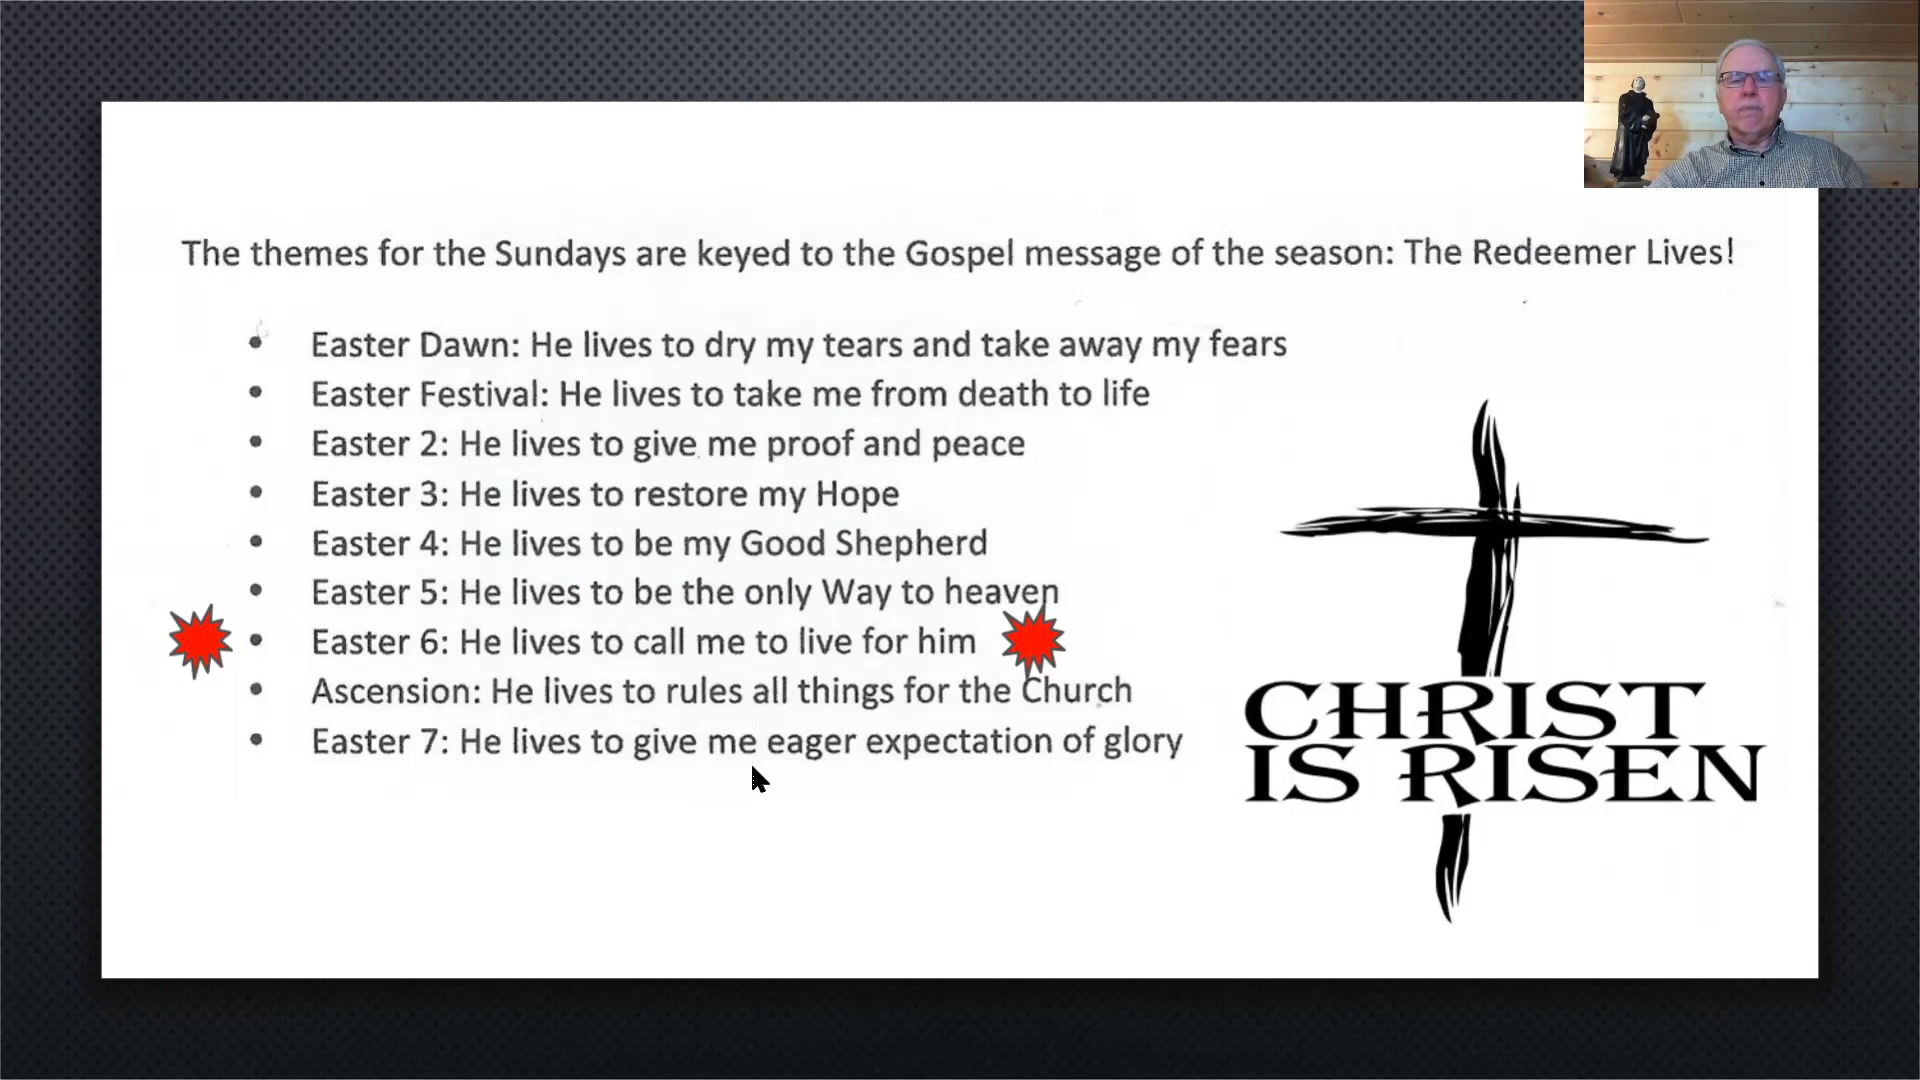 The themes for the Sundays are keyed to the Gospel message of the season: The Redeemer Lives!
• Easter Dawn: He lives to dry my tears and take away my fears
• Easter Festival: He lives to take me from death to life
• Easter 2: He lives to give me proof and peace
• Easter 3: He lives to restore my Hope
• Easter 4: He lives to be my Good Shepherd
• Easter 5: He lives to be the only Way to heaven
• Easter 6: He lives to call me to live for him
• Ascension: He lives to rules all things for the Church
• Easter 7: He lives to give me eager expectation of glory
CHRIST
IS RISEN